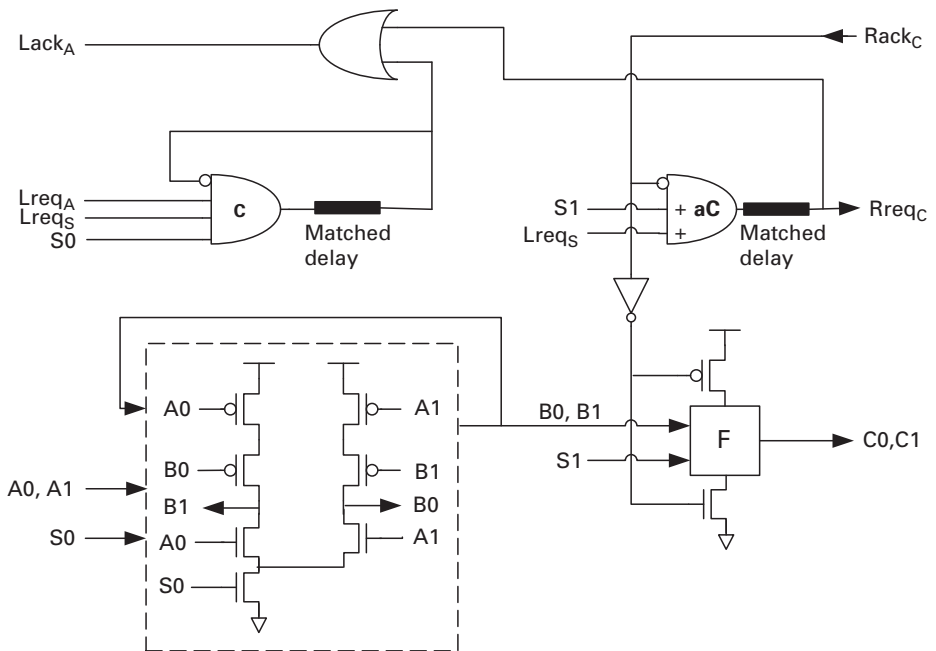 Lack_A
Rack_C
Lreq_A
Lreq_S
S0
c
Matched
delay
S1
Lreq_S
+
+
aC
Matched
delay
Rreq_C
A0
A1
B0
B1
B1
B0
A0
A1
S0
A0, A1
S0
B0, B1
S1
F
C0,C1